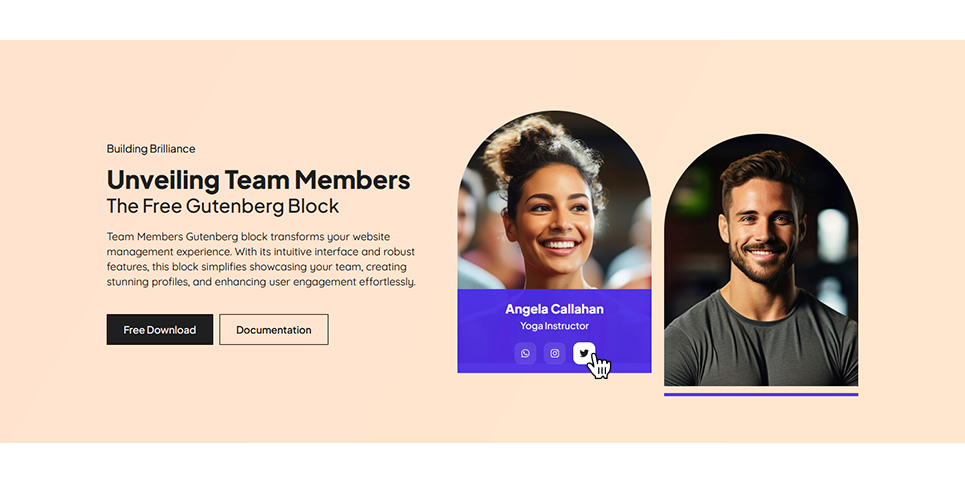 Building Brilliance
Unveiling Team Members
The Free Gutenberg Block
Team Members Gutenberg block transforms your website
management experience. With its intuitive interface and robust
features, this block simplifies showcasing your team, creating
stunning profiles, and enhancing user engagement effortlessly.
Free Download
Documentation
Angela Callahan
Yoga Instructor